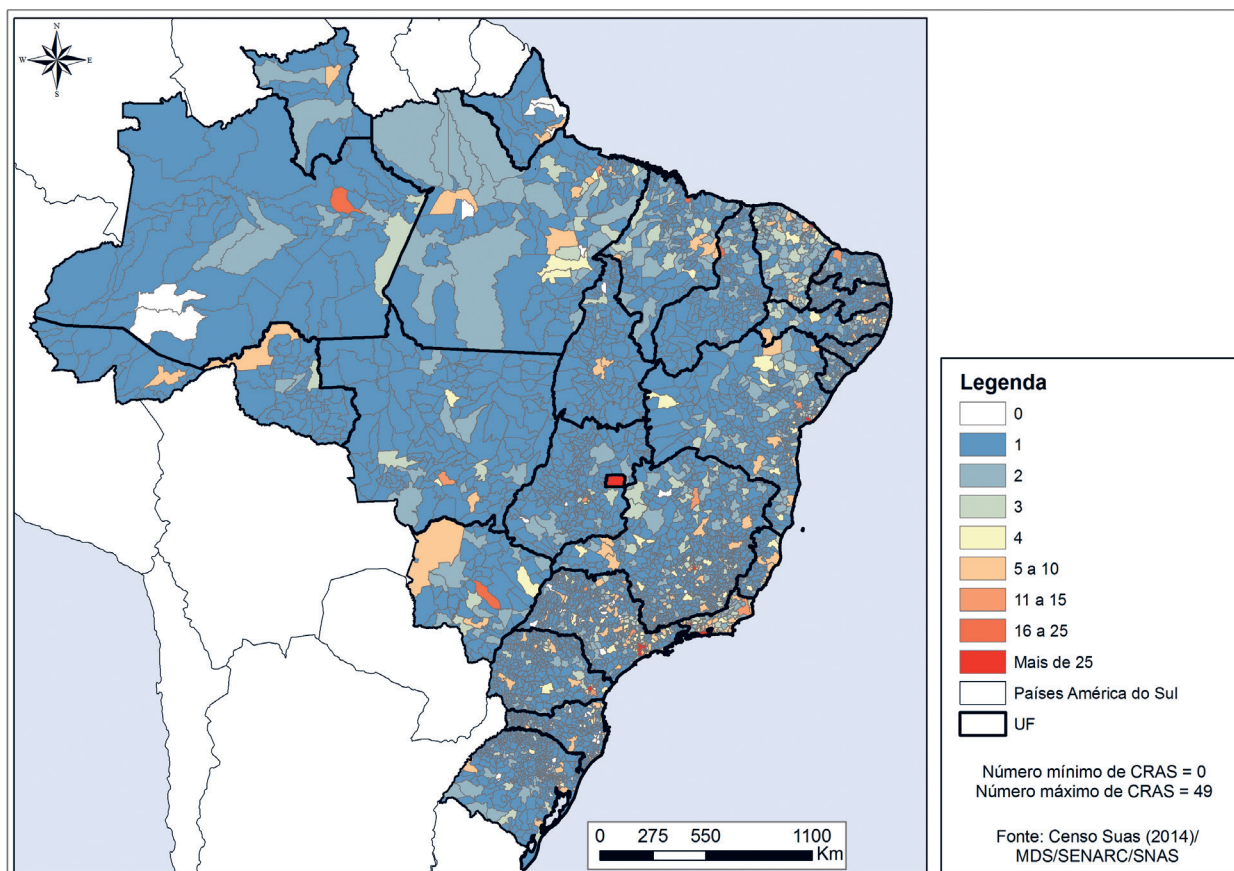 N
W
E
S
Legenda
0
1
2
3
4
5 a 10
11 a 15
16 a 25
Mais de 25
Países América do Sul
UF
Número mínimo de CRAS = 0
Número máximo de CRAS = 49
Fonte: Censo Suas (2014)/
MDS/SENARC/SNAS
0 275 550 1100
Km